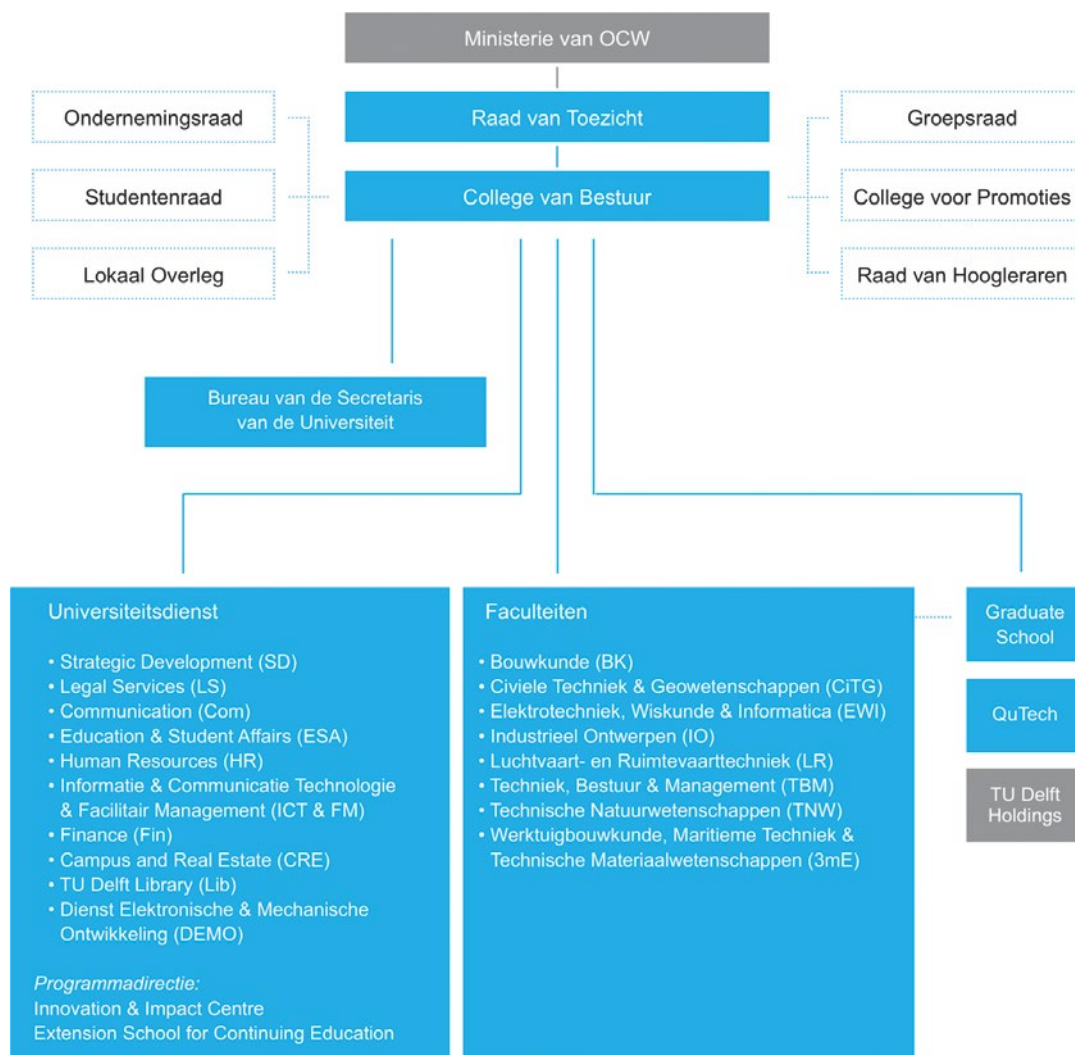 Ministerie van OCW
Ondernemingsraad
Raad van Toezicht
Groepsraad
Studentenraad
College van Bestuur
College voor Promoties
Lokaal Overleg
Raad van Hoogleraren
Bureau van de Secretaris
van de Universiteit
Universiteitsdienst
• Strategic Development (SD)
• Legal Services (LS)
• Communication (Com)
• Education & Student Affairs (ESA)
• Human Resources (HR)
• Informatie & Communicatie Technologie
& Facilitair Management (ICT & FM)
• Finance (Fin)
• Campus and Real Estate (CRE)
• TU Delft Library (Lib)
• Dienst Elektronische & Mechanische
Ontwikkeling (DEMO)
Programmadirectie:
Innovation & Impact Centre
Extension School for Continuing Education
Faculteiten
• Bouwkunde (BK)
• Civiele Techniek & Geowetenschappen (CiTG)
• Elektrotechniek, Wiskunde & Informatica (EWI)
• Industrieel Ontwerpen (IO)
• Luchtvaart- en Ruimtevaarttechniek (LR)
• Techniek, Bestuur & Management (TBM)
• Technische Natuurwetenschappen (TNW)
• Werktuigbouwkunde, Maritieme Techniek &
Technische Materiaalwetenschappen (3mE)
Graduate
School
QuTech
TU Delft
Holdings